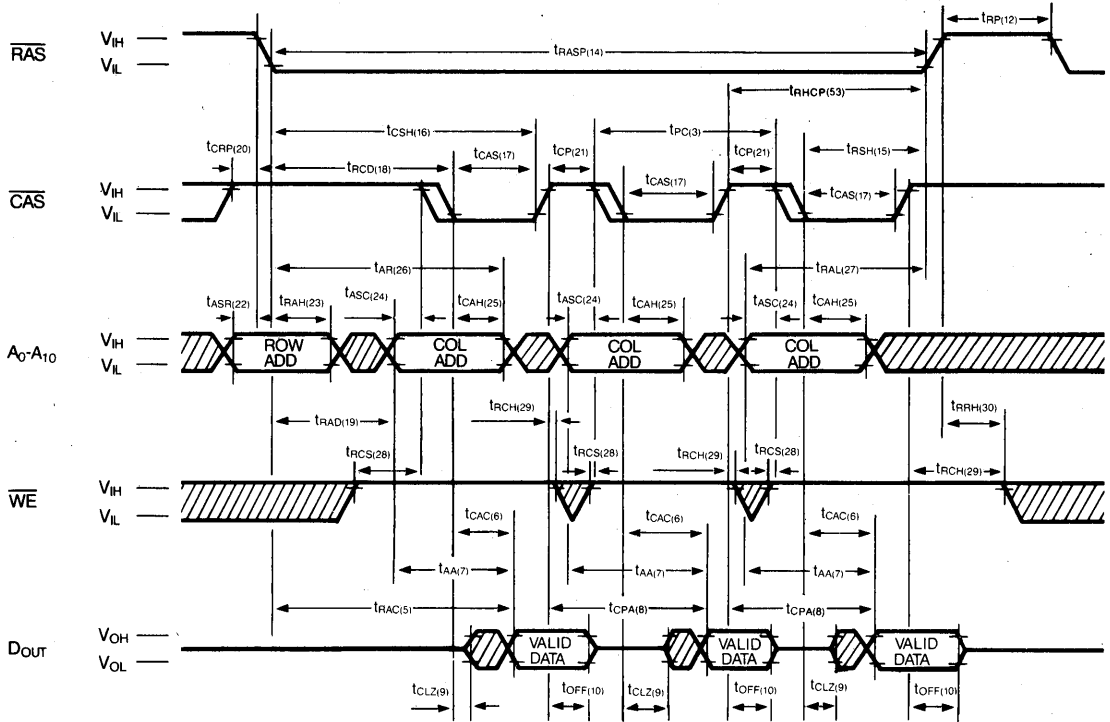 tRP(12)
RAS
VIH
VIL
tRASP(14)
tRHCP(53)
tCSH(16)
tPC(3)
tCRP(20)
tRCD(18)
tCAS(17)
tCP(21)
tCP(21)
tRSH(15)
CAS
VIH
VIL
tCAS(17)
tCAS(17)
tAR(26)
tRAL(27)
tASR(22)
tRAH(23)
tASC(24)
tCAH(25)
tASC(24)
tCAH(25)
tASC(24)
tCAH(25)
A0-A10
VIH
VIL
ROW
ADD
COL
ADD
COL
ADD
COL
ADD
tRAD(19)
tRCH(29)
tRRH(30)
tRCS(28)
tRCS(28)
tRCH(29)
tRCS(28)
tRCH(29)
WE
VIH
VIL
tCAC(6)
tCAC(6)
tCAC(6)
tAA(7)
tAA(7)
tAA(7)
tRAC(5)
tCPA(8)
tCPA(8)
DOUT
VOH
VOL
VALID
DATA
VALID
DATA
VALID
DATA
tCLZ(9)
tOFF(10)
tCLZ(9)
tOFF(10)
tCLZ(9)
tOFF(10)